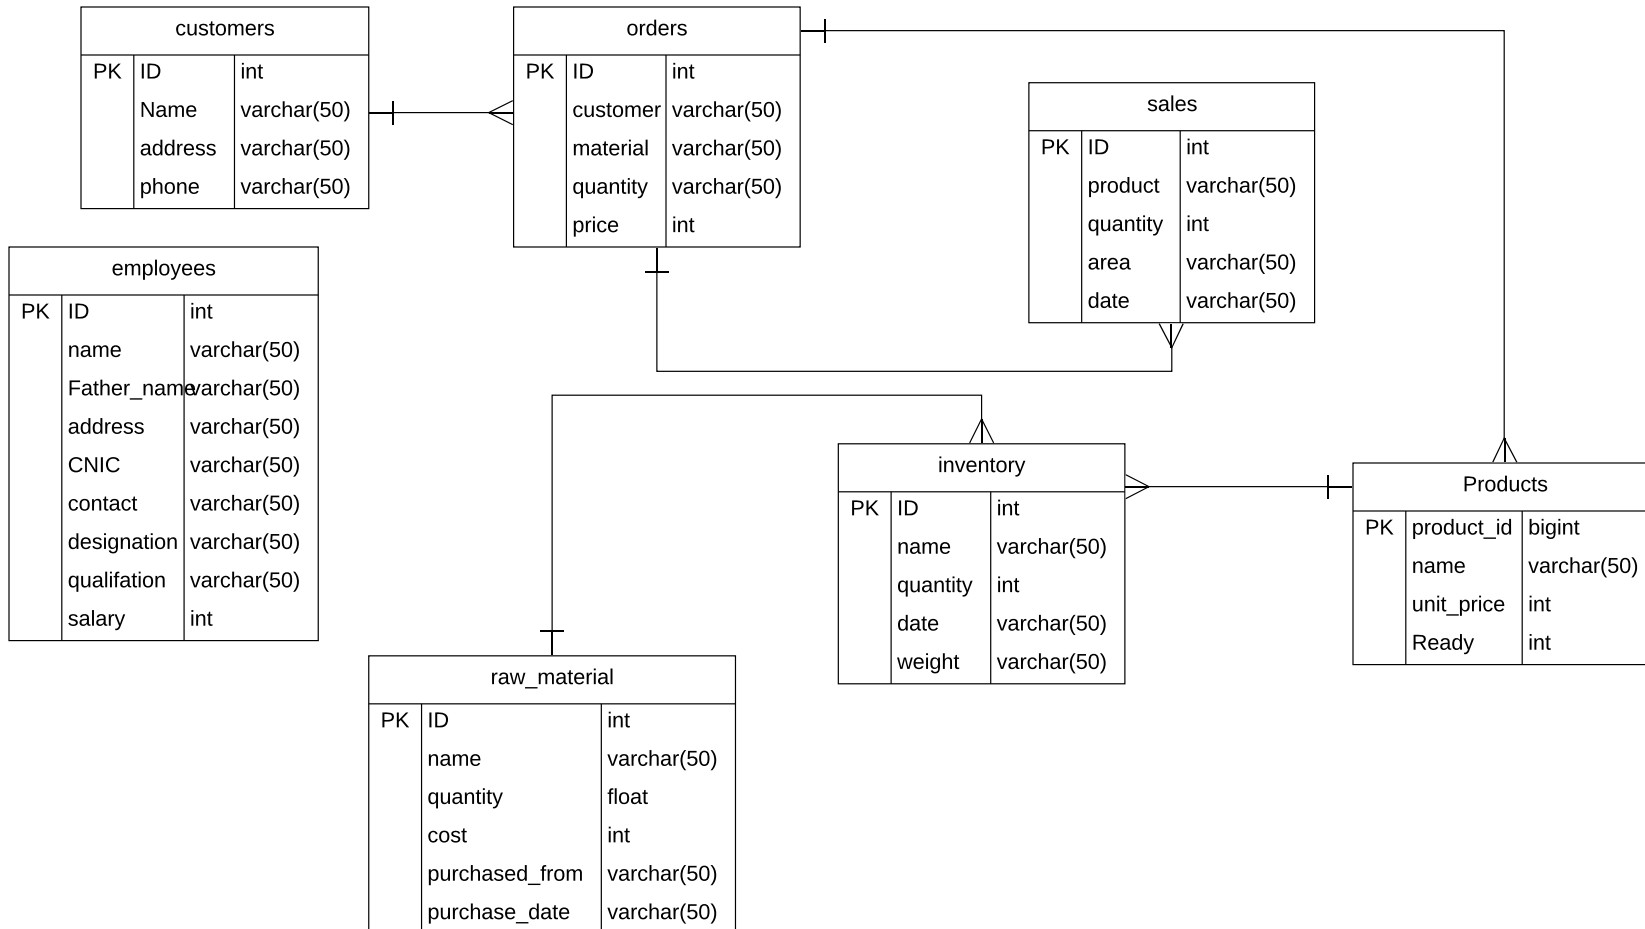 customers
PK ID int
Name varchar(50)
address varchar(50)
phone varchar(50)
orders
PK ID int
customer varchar(50)
material varchar(50)
quantity varchar(50)
price int
sales
PK ID int
product varchar(50)
quantity int
area varchar(50)
date varchar(50)
employees
PK ID int
name varchar(50)
Father_name varchar(50)
address varchar(50)
CNIC varchar(50)
contact varchar(50)
designation varchar(50)
qualifation varchar(50)
salary int
inventory
PK ID int
name varchar(50)
quantity int
date varchar(50)
weight varchar(50)
Products
PK product_id bigint
name varchar(50)
unit_price int
Ready int
raw_material
PK ID int
name varchar(50)
quantity float
cost int
purchased_from varchar(50)
purchase_date varchar(50)